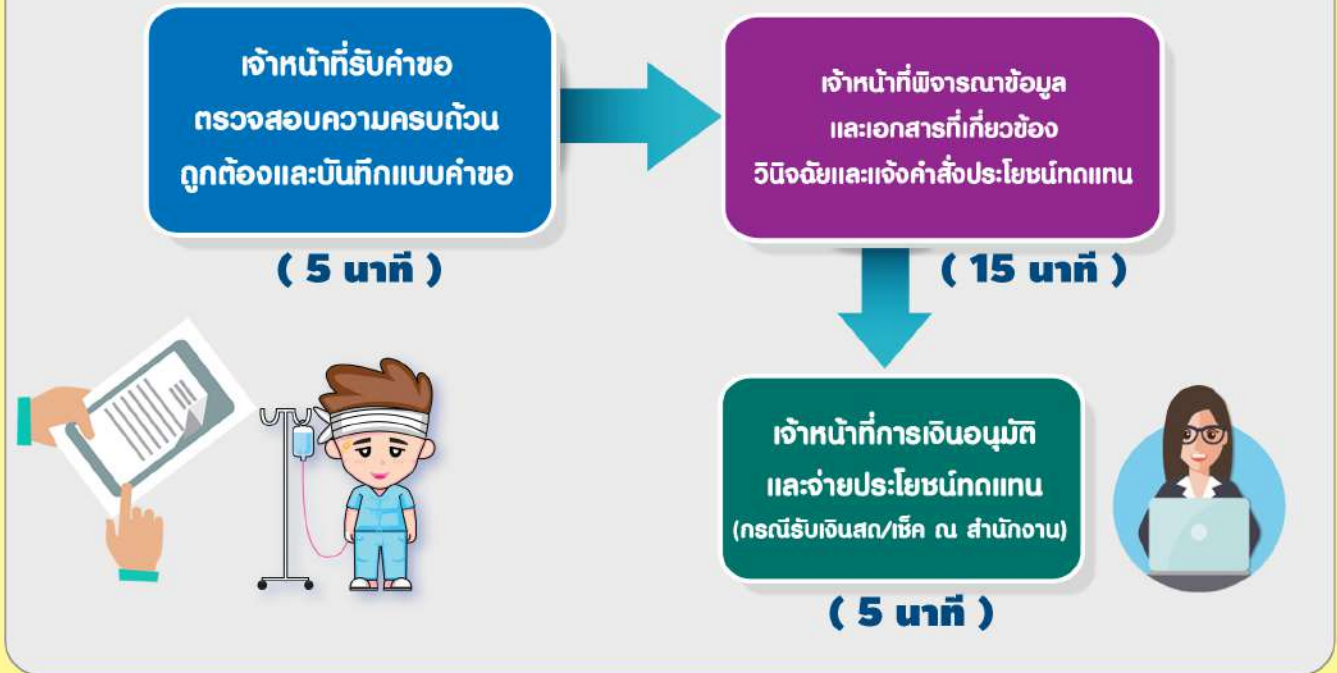 เจ้าหน้าที่รับคำขอ
ตรวจสอบความครบถ้วน
ถูกต้องและบันทึกแบบคำขอ
( 5 นาที )
เจ้าหน้าที่พิจารณาข้อมูล
และเอกสารที่เกี่ยวข้อง
วินิจฉัยและแจ้งคำสั่งประโยชน์ทดแทน
( 15 นาที )
เจ้าหน้าที่การเงินอนุมัติ
และจ่ายประโยชน์ทดแทน
(กรณีรับเงินสด/เช็ค ณ สำนักงาน)
( 5 นาที )